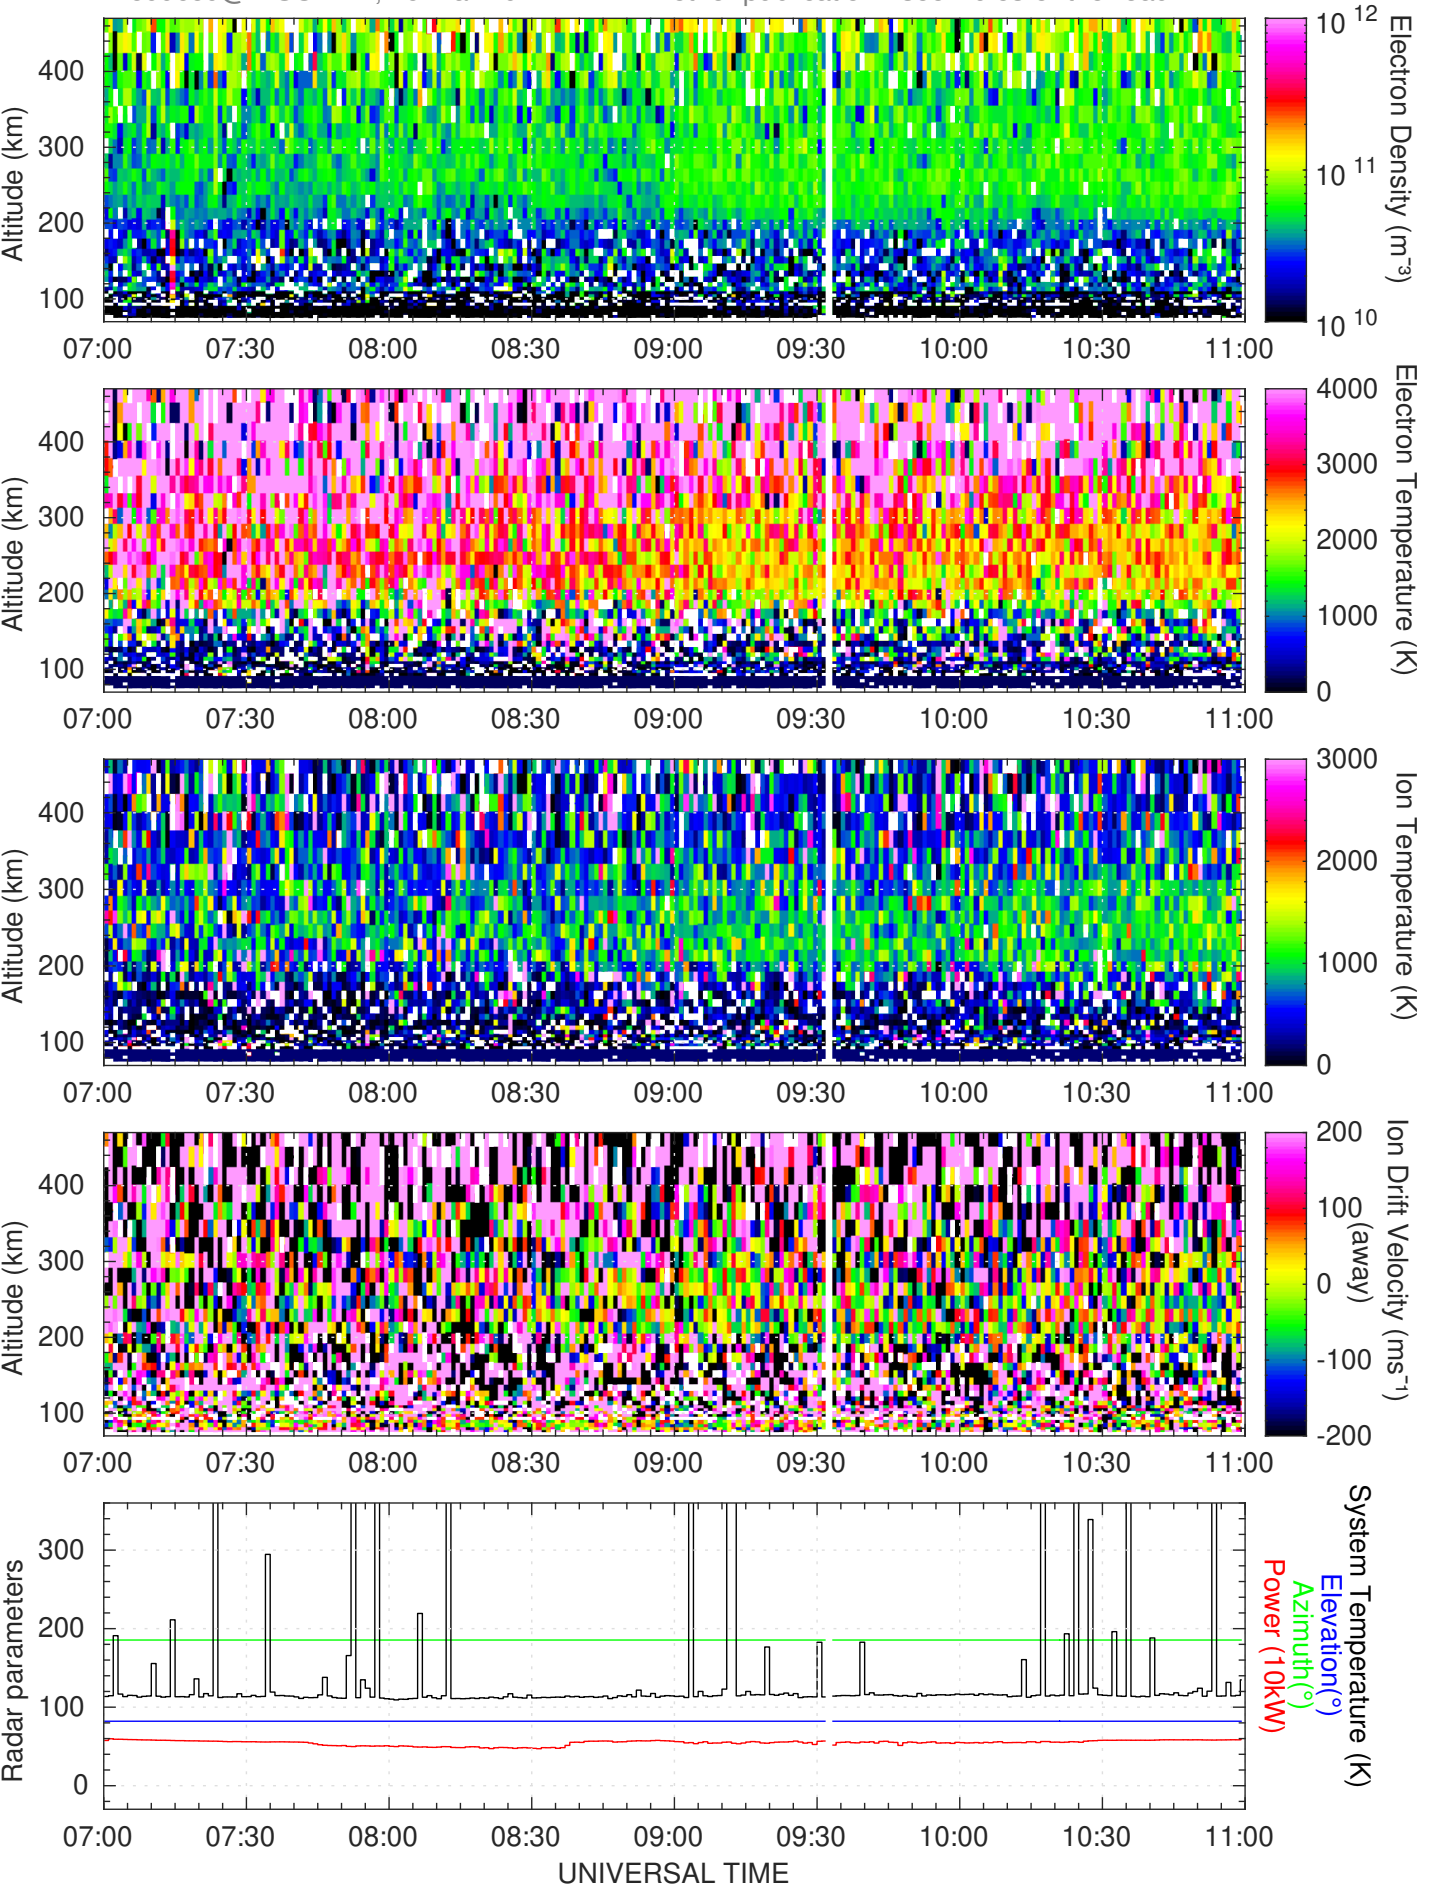 400
300
200
100
Altitude (km)
07:00 07:30 08:00 08:30 09:00 09:30 10:00 10:30 11:00
10 12
10 11
10 10
Electron Density (m⁻³)
400
300
200
100
Altitude (km)
07:00 07:30 08:00 08:30 09:00 09:30 10:00 10:30 11:00
4000
3000
2000
1000
0
Electron Temperature (K)
400
300
200
100
Altitude (km)
07:00 07:30 08:00 08:30 09:00 09:30 10:00 10:30 11:00
3000
2000
1000
0
Ion Temperature (K)
400
300
200
100
Altitude (km)
07:00 07:30 08:00 08:30 09:00 09:30 10:00 10:30 11:00
200
100
0
-100
-200
Ion Drift Velocity (ms⁻¹)
(away)
300
200
100
0
Radar parameters
07:00 07:30 08:00 08:30 09:00 09:30 10:00 10:30 11:00
UNIVERSAL TIME
System Temperature (K)
Elevation(°)
Azimuth(°)
Power (10kW)